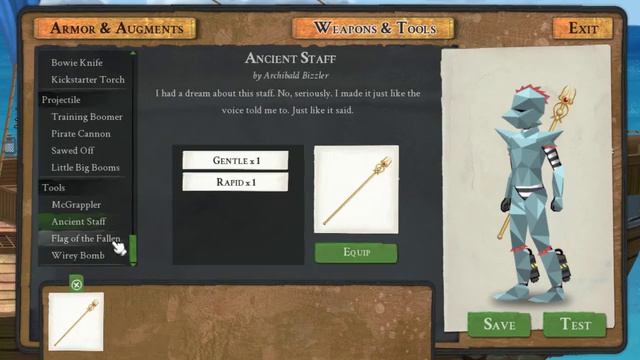 Armor & Augments
Weapons & Tools
Exit
Bowie Knife
Kickstarter Torch
Projectile
Training Boomer
Pirate Cannon
Sawed Off
Little Big Booms
Tools
McGrappler
Ancient Staff
Flag of the Fallen
Wirey Bomb
Ancient Staff
by Archibald Bizzler
I had a dream about this staff. No, seriously. I made it just like the
voice told me to. Just like it said.
Gentle x 1
Rapid x 1
Equip
Save
Test